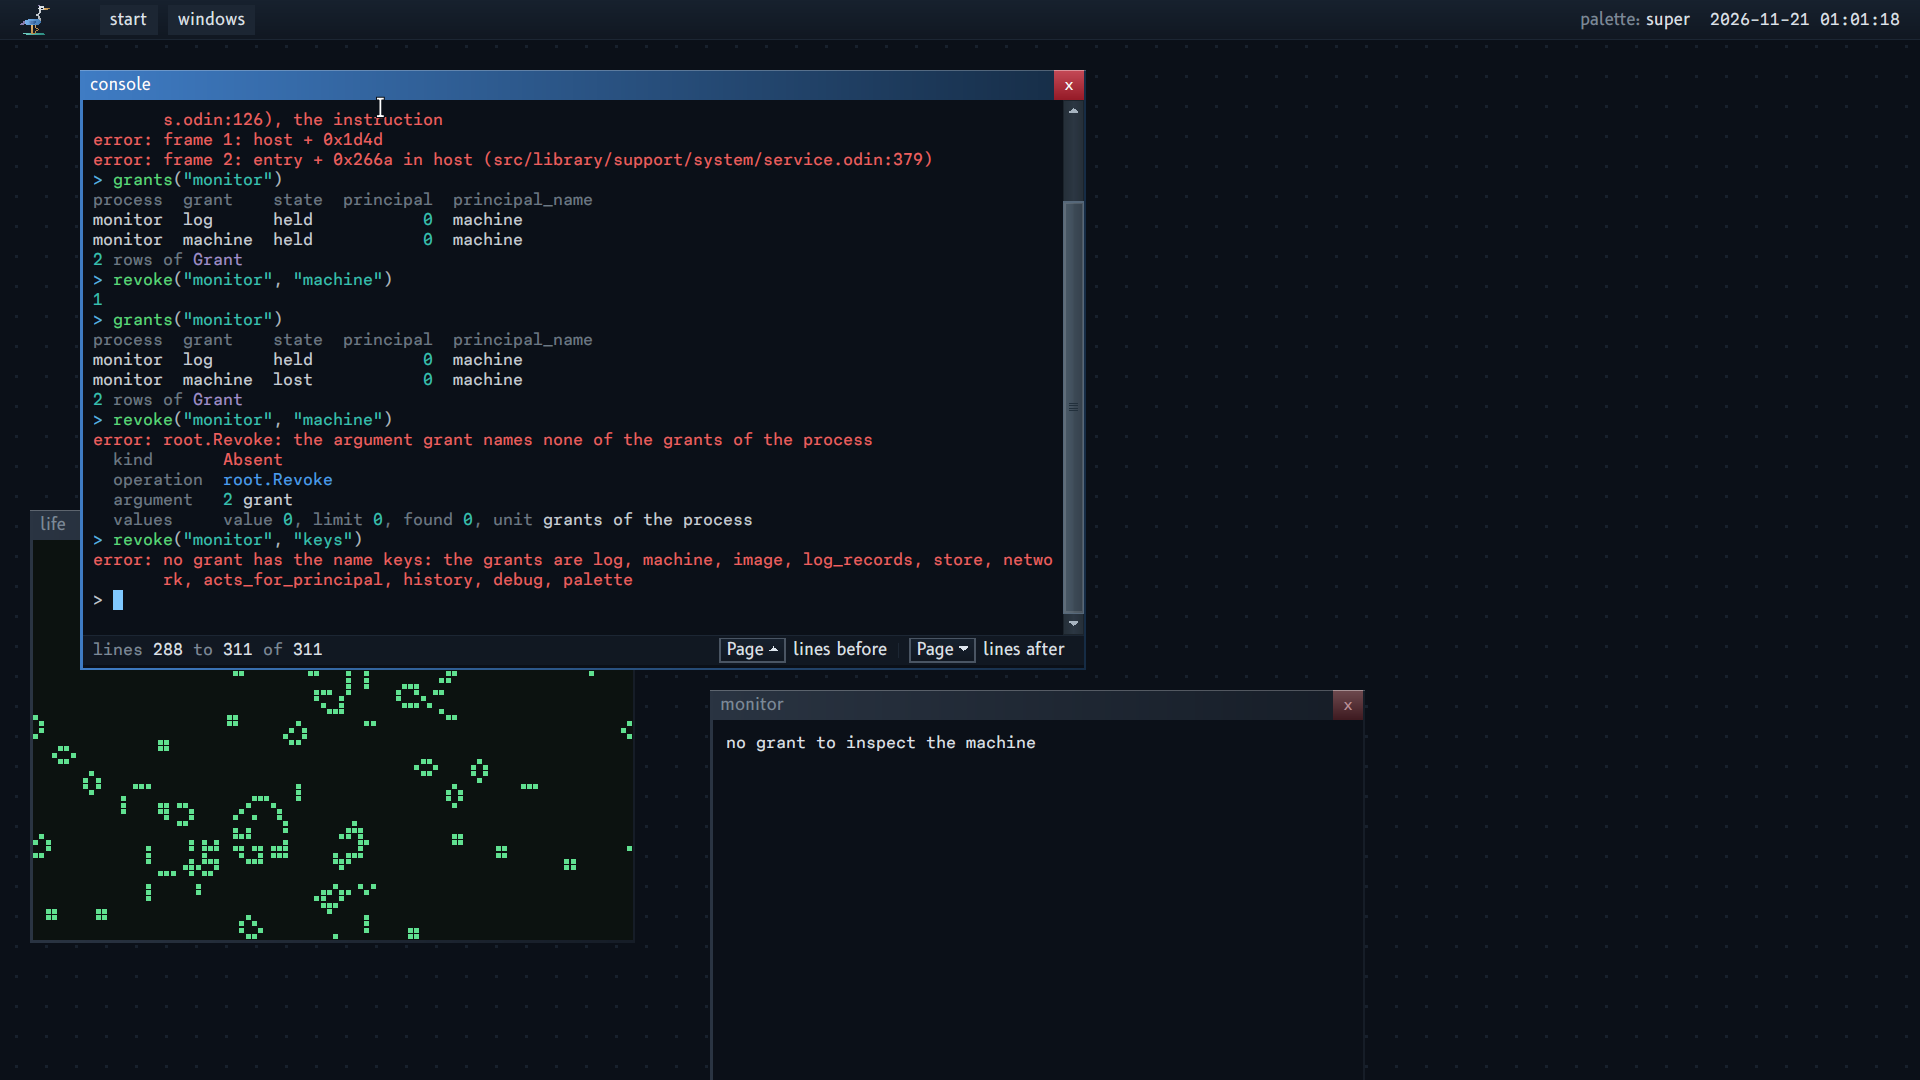 start windows palette: super 2026-11-21 01:01:18
console x
s.odin:126), the instruction
error: frame 1: host + 0x1d4d
error: frame 2: entry + 0x266a in host (src/library/support/system/service.odin:379)
> grants("monitor")
process grant state principal principal_name
monitor log held 0 machine
monitor machine held 0 machine
2 rows of Grant
> revoke("monitor", "machine")
1
> grants("monitor")
process grant state principal principal_name
monitor log held 0 machine
monitor machine lost 0 machine
2 rows of Grant
> revoke("monitor", "machine")
error: root.Revoke: the argument grant names none of the grants of the process
kind Absent
operation root.Revoke
argument 2 grant
values value 0, limit 0, found 0, unit grants of the process
> revoke("monitor", "keys")
error: no grant has the name keys: the grants are log, machine, image, log_records, store, netwo
rk, acts_for_principal, history, debug, palette
>
lines 288 to 311 of 311 Page lines before Page lines after
life
monitor x
no grant to inspect the machine